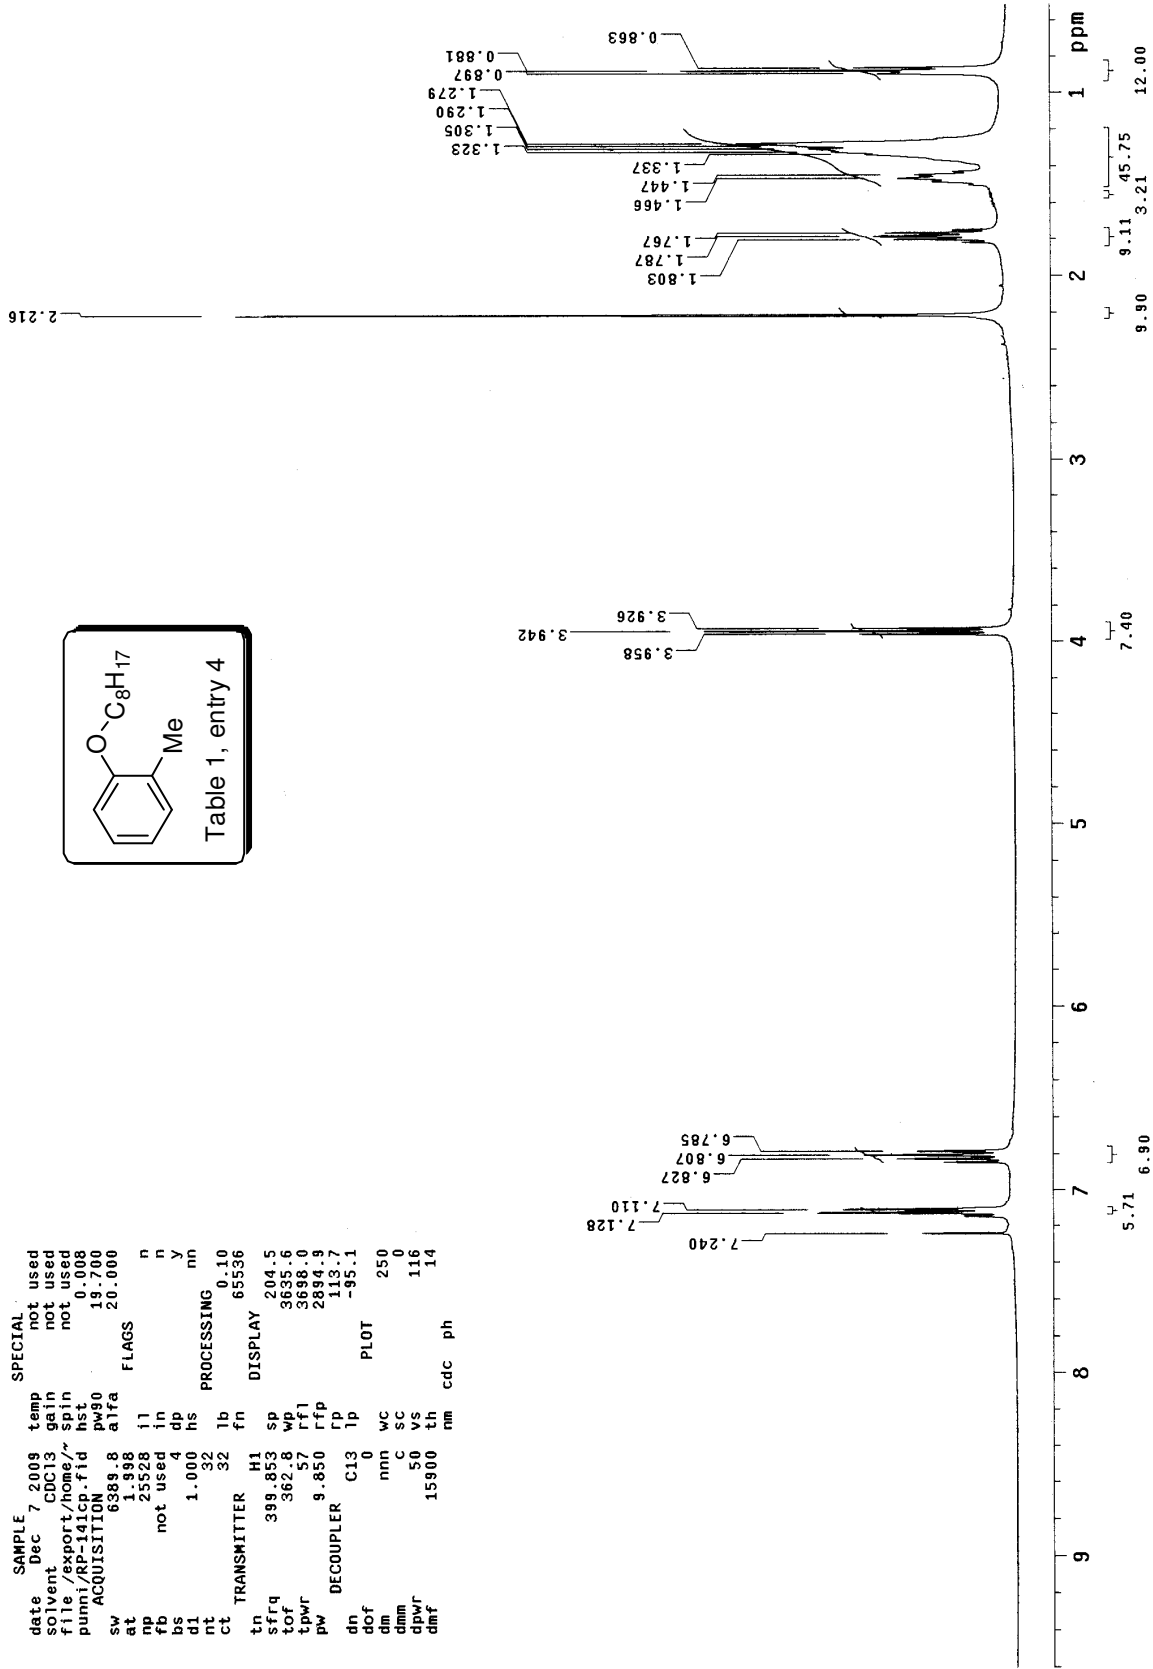 SAMPLE SPECIAL
date Dec 7 2009 temp not used
solvent CDCl3 gain not used
file /export/home/~ spin not used
punni/RP-141cp.fid hst 0.008
ACQUISITION pw90 19.700
sw 6389.8 alfa 20.000
at 1.998 FLAGS
np 25528 il n
fb not used in n
bs 4 dp y
d1 1.000 hs nn
nt 32 PROCESSING
ct 32 lb 0.10
TRANSMITTER fn 65536
tn H1 DISPLAY
sfrq 399.853 sp 204.5
tof 362.8 wp 3635.6
tpwr 57 rfl 3698.0
pw 9.850 rfp 2894.9
DECOUPLER rp 113.7
dn C13 lp -95.1
dof 0 PLOT
dm nnn wc 250
dmm c sc 0
dpwr 50 vs 116
dmf 15900 th 14
nm cdc ph
O C8H17
Me
Table 1, entry 4
7.240
7.128
7.110
6.827
6.807
6.785
3.958
3.942
3.926
2.216
1.803
1.787
1.767
1.466
1.447
1.337
1.323
1.305
1.290
1.279
0.897
0.881
0.863
9 8 7 6 5 4 3 2 1 ppm
5.71
6.90
7.40
9.90
9.11
3.21
45.75
12.00